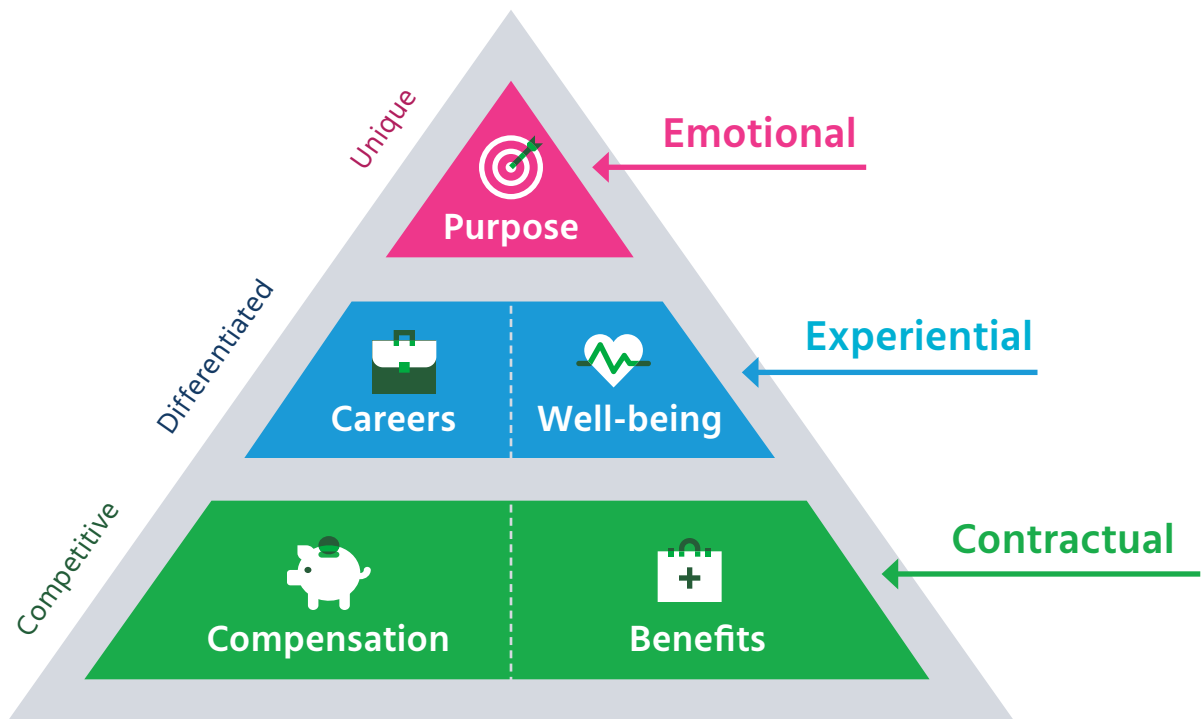 Unique
Emotional
Purpose
Differentiated
Experiential
Careers
Well-being
Competitive
Contractual
Compensation
Benefits